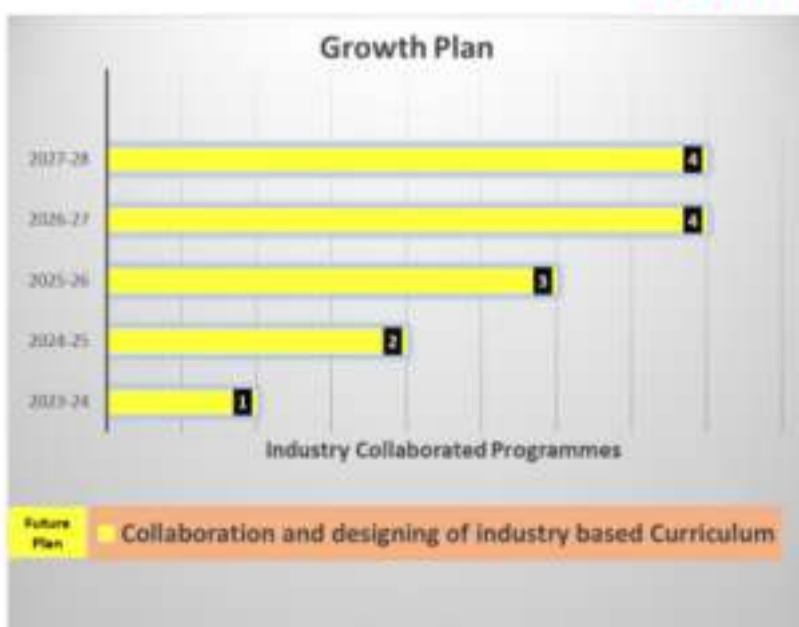 Growth Plan
2027-28
4
2026-27
4
2025-26
3
2024-25
2
2023-24
1
Industry Collaborated Programmes
Future
Plan
Collaboration and designing of industry based Curriculum